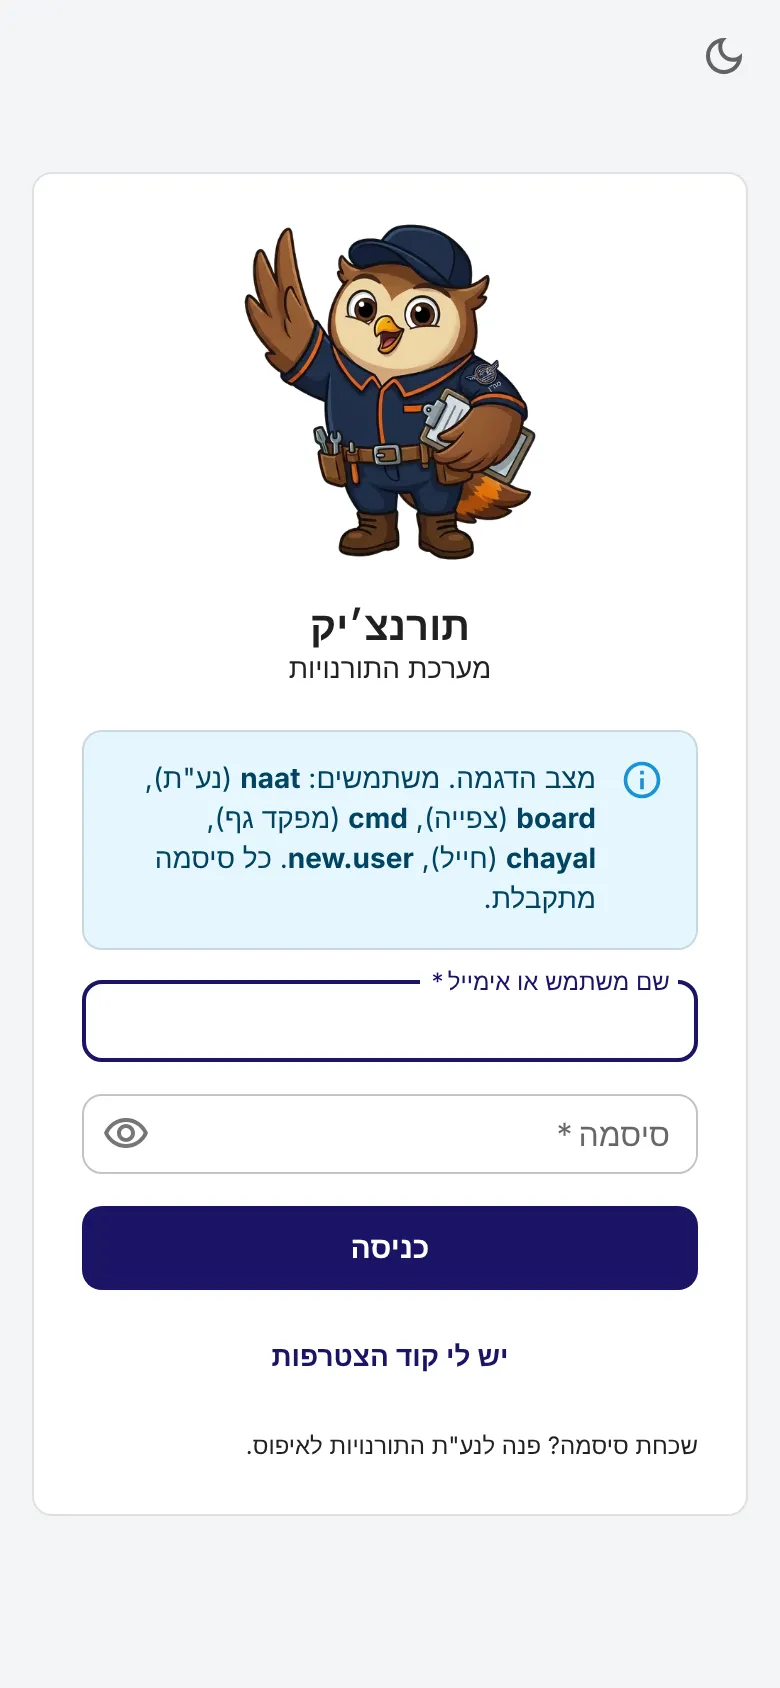 תורנצ׳יק
מערכת התורנויות
מצב הדגמה. משתמשים: naat (נע"ת),
board (צפייה), cmd (מפקד גף),
chayal (חייל), new.user. כל סיסמה
מתקבלת.
שם משתמש או אימייל *
סיסמה *
כניסה
יש לי קוד הצטרפות
שכחת סיסמה? פנה לנע"ת התורנויות לאיפוס.